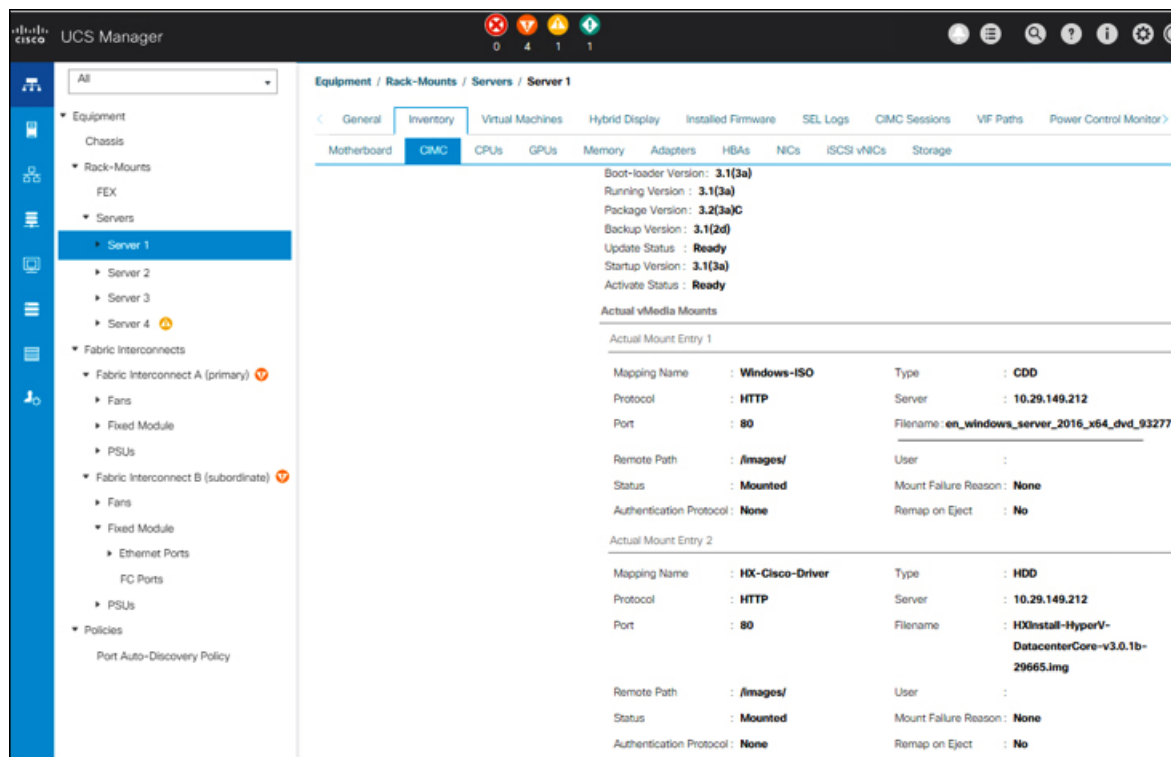 cisco UCS Manager
0 4 1 1
All
Equipment
Chassis
Rack-Mounts
FEX
Servers
Server 1
Server 2
Server 3
Server 4
Fabric Interconnects
Fabric Interconnect A (primary)
Fans
Fixed Module
PSUs
Fabric Interconnect B (subordinate)
Fans
Fixed Module
Ethernet Ports
FC Ports
PSUs
Policies
Port Auto-Discovery Policy
Equipment / Rack-Mounts / Servers / Server 1
< General Inventory Virtual Machines Hybrid Display Installed Firmware SEL Logs CIMC Sessions VIF Paths Power Control Monitor >
Motherboard CIMC CPUs GPUs Memory Adapters HBAs NICs iSCSI vNICs Storage
Boot-loader Version: 3.1(3a)
Running Version : 3.1(3a)
Package Version : 3.2(3a)C
Backup Version : 3.1(2d)
Update Status : Ready
Startup Version : 3.1(3a)
Activate Status : Ready
Actual vMedia Mounts
Actual Mount Entry 1
Mapping Name : Windows-ISO Type : CDD
Protocol : HTTP Server : 10.29.149.212
Port : 80 Filename : en_windows_server_2016_x64_dvd_93277
Remote Path : /images/ User :
Status : Mounted Mount Failure Reason : None
Authentication Protocol : None Remap on Eject : No
Actual Mount Entry 2
Mapping Name : HX-Cisco-Driver Type : HDD
Protocol : HTTP Server : 10.29.149.212
Port : 80 Filename : HXInstall-HyperV-
DatacenterCore-v3.0.1b-
29665.img
Remote Path : /images/ User :
Status : Mounted Mount Failure Reason : None
Authentication Protocol : None Remap on Eject : No